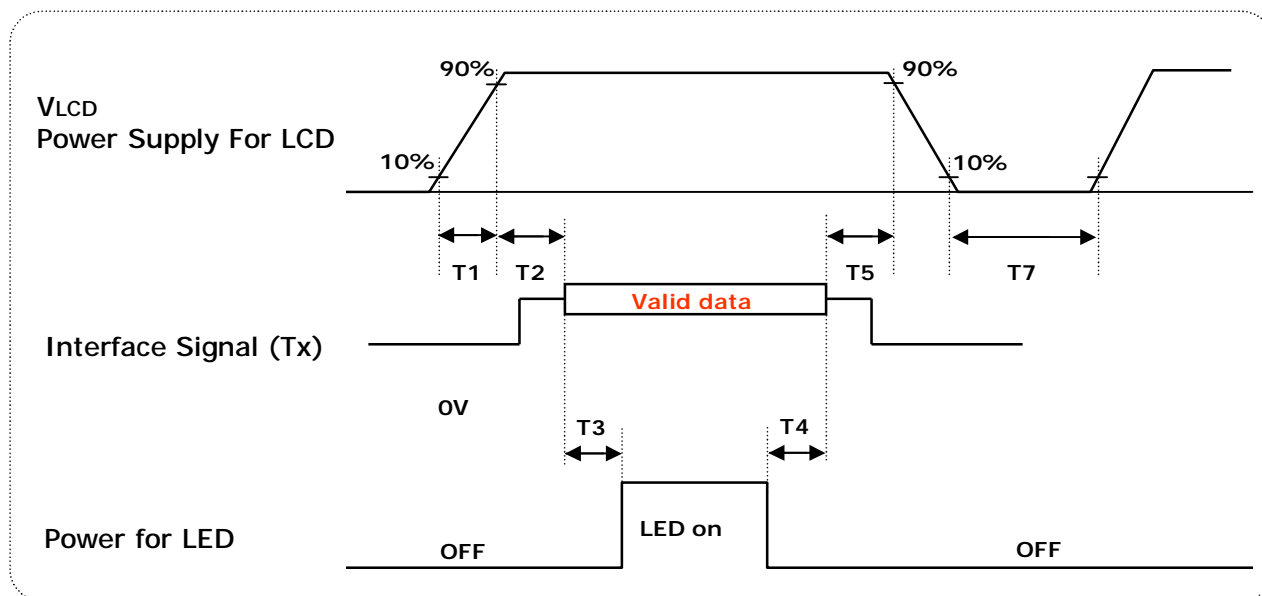 90%
90%
VLCD
Power Supply For LCD
10%
10%
T1
T2
T5
T7
Valid data
Interface Signal (Tx)
0V
T3
T4
Power for LED
OFF
LED on
OFF